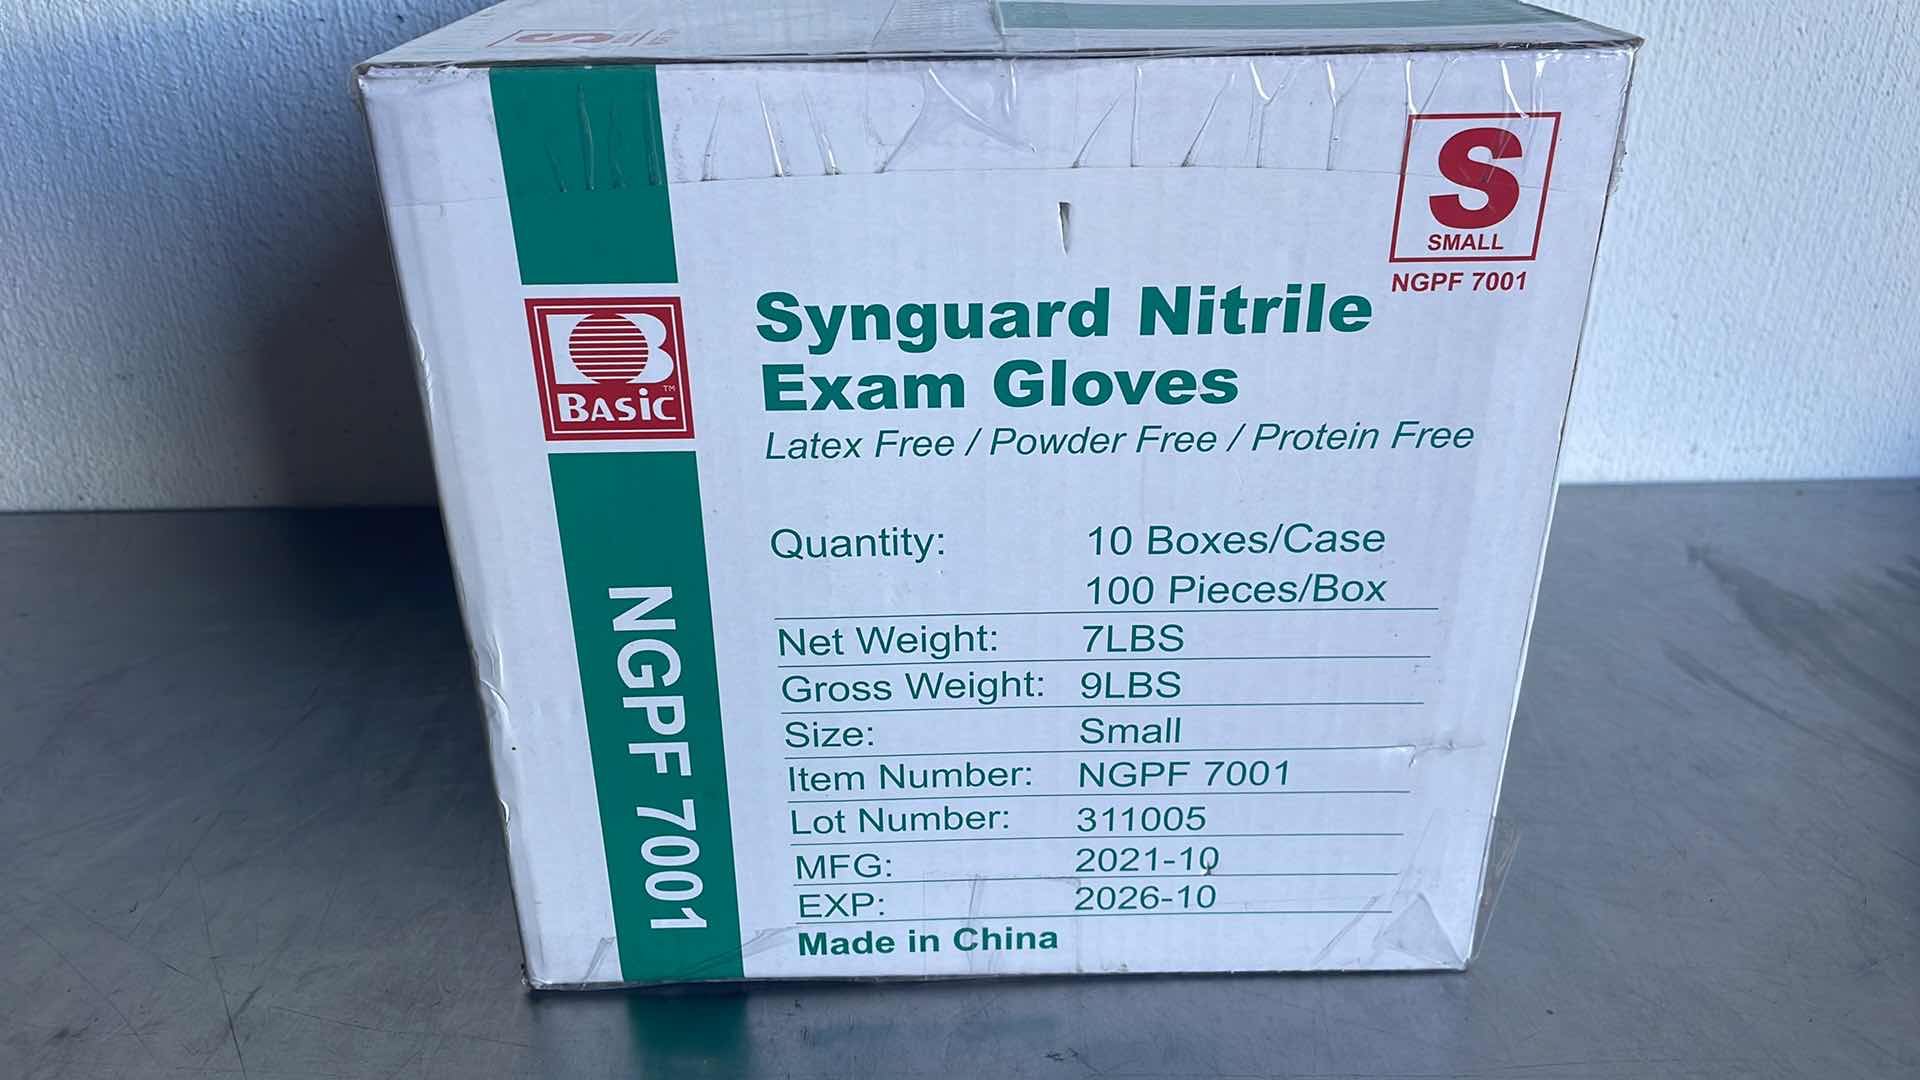 S
SMALL
NGPF 7001
BASiC™
Synguard Nitrile
Exam Gloves
Latex Free / Powder Free / Protein Free
Quantity: 10 Boxes/Case
100 Pieces/Box
Net Weight: 7LBS
Gross Weight: 9LBS
Size: Small
Item Number: NGPF 7001
Lot Number: 311005
MFG: 2021-10
EXP: 2026-10
Made in China
NGPF 7001